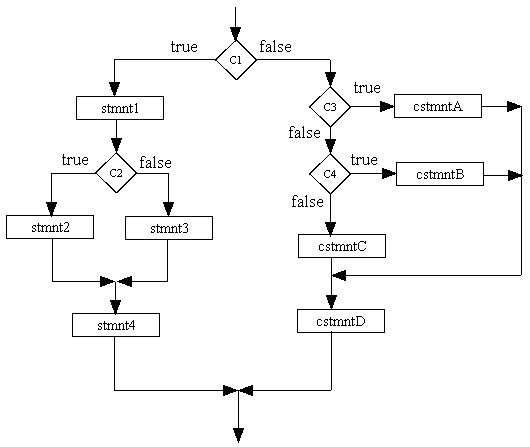 true
false
C1
stmnt1
C3
true
cstmntA
false
true
C2
false
C4
true
cstmntB
false
stmnt2
stmnt3
cstmntC
stmnt4
cstmntD